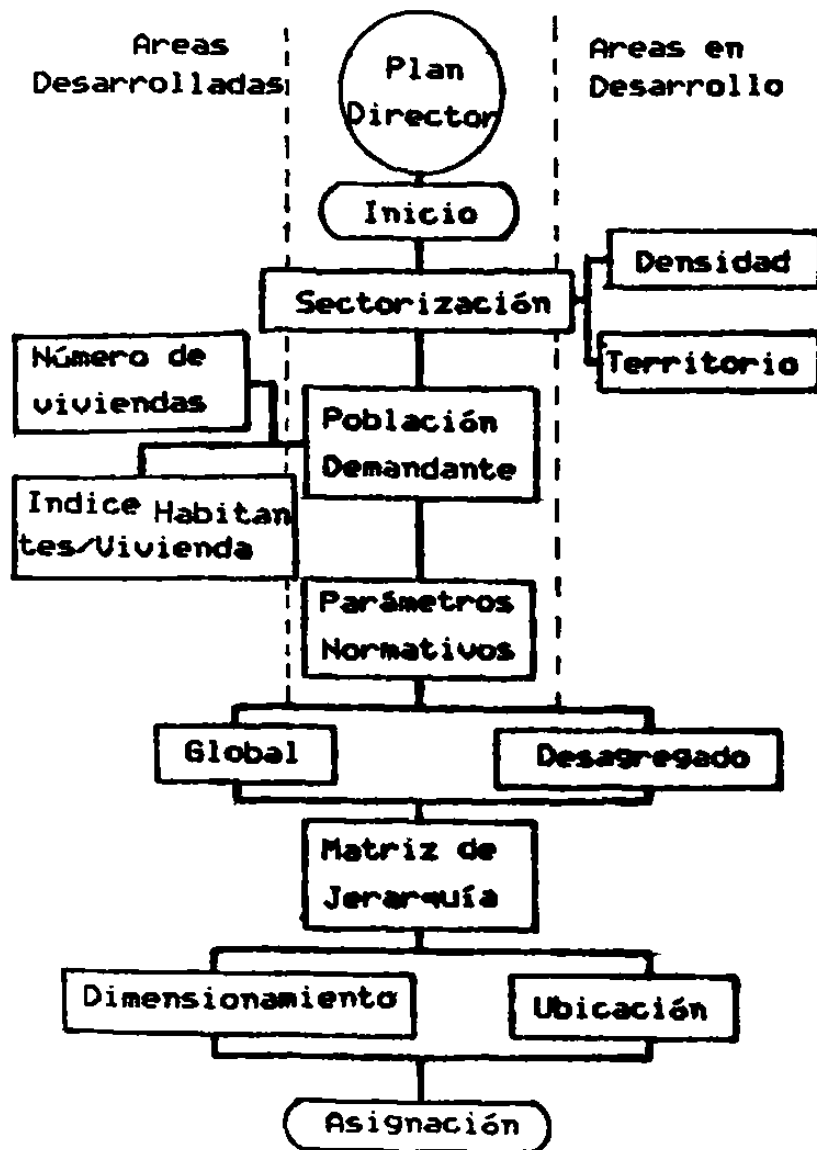 Areas
Desarrolladas
Plan
Director
Areas en
Desarrollo
Inicio
Sectorización
Densidad
Territorio
Número de
viviendas
Población
Demandante
Indice Habitan
tes/Vivienda
Parámetros
Normativos
Global
Desagregado
Matriz de
Jerarquía
Dimensionamiento
Ubicación
Asignación